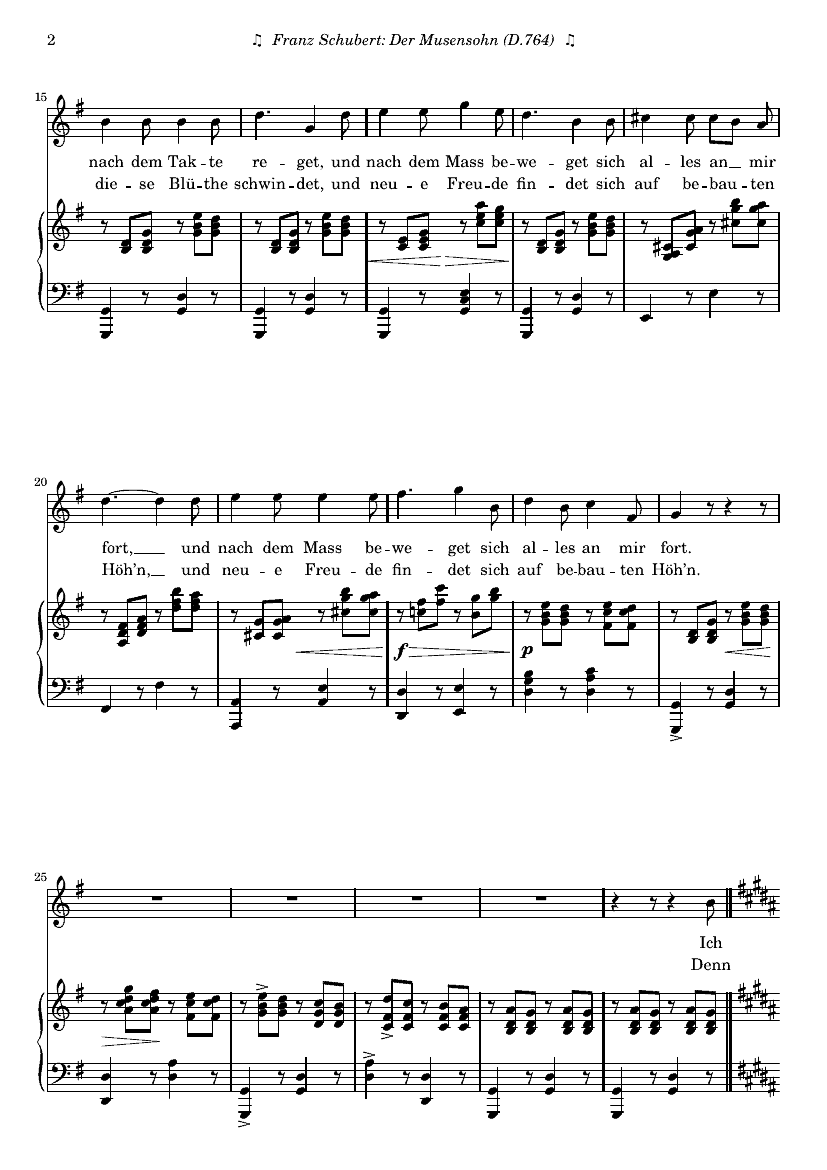 2
♫ Franz Schubert: Der Musensohn (D.764) ♫
15
nach dem Tak - te re - get, und nach dem Mass be - we - get sich al - les an __ mir
die - se Blü - the schwin - det, und neu - e Freu - de fin - det sich auf be - bau - ten
20
fort, __ und nach dem Mass be - we - get sich al - les an mir fort.
Höh'n, __ und neu - e Freu - de fin - det sich auf be - bau - ten Höh'n.
f p
25
Ich
Denn